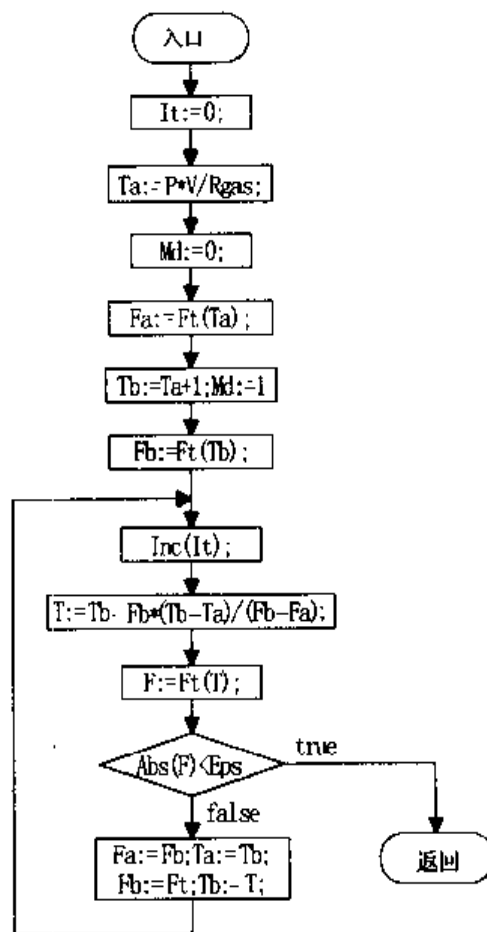 入口
It:=0;
Ta:=P*V/Rgas;
Md:=0;
Fa:=Ft(Ta);
Tb:=Ta+1;Md:=1
Fb:=Ft(Tb);
Inc(It);
T:=Tb- Fb*(Tb-Ta)/(Fb-Fa);
F:=Ft(T);
Abs(F)<Eps
true
false
Fa:=Fb;Ta:=Tb;
Fb:=Ft;Tb:=T;
返回